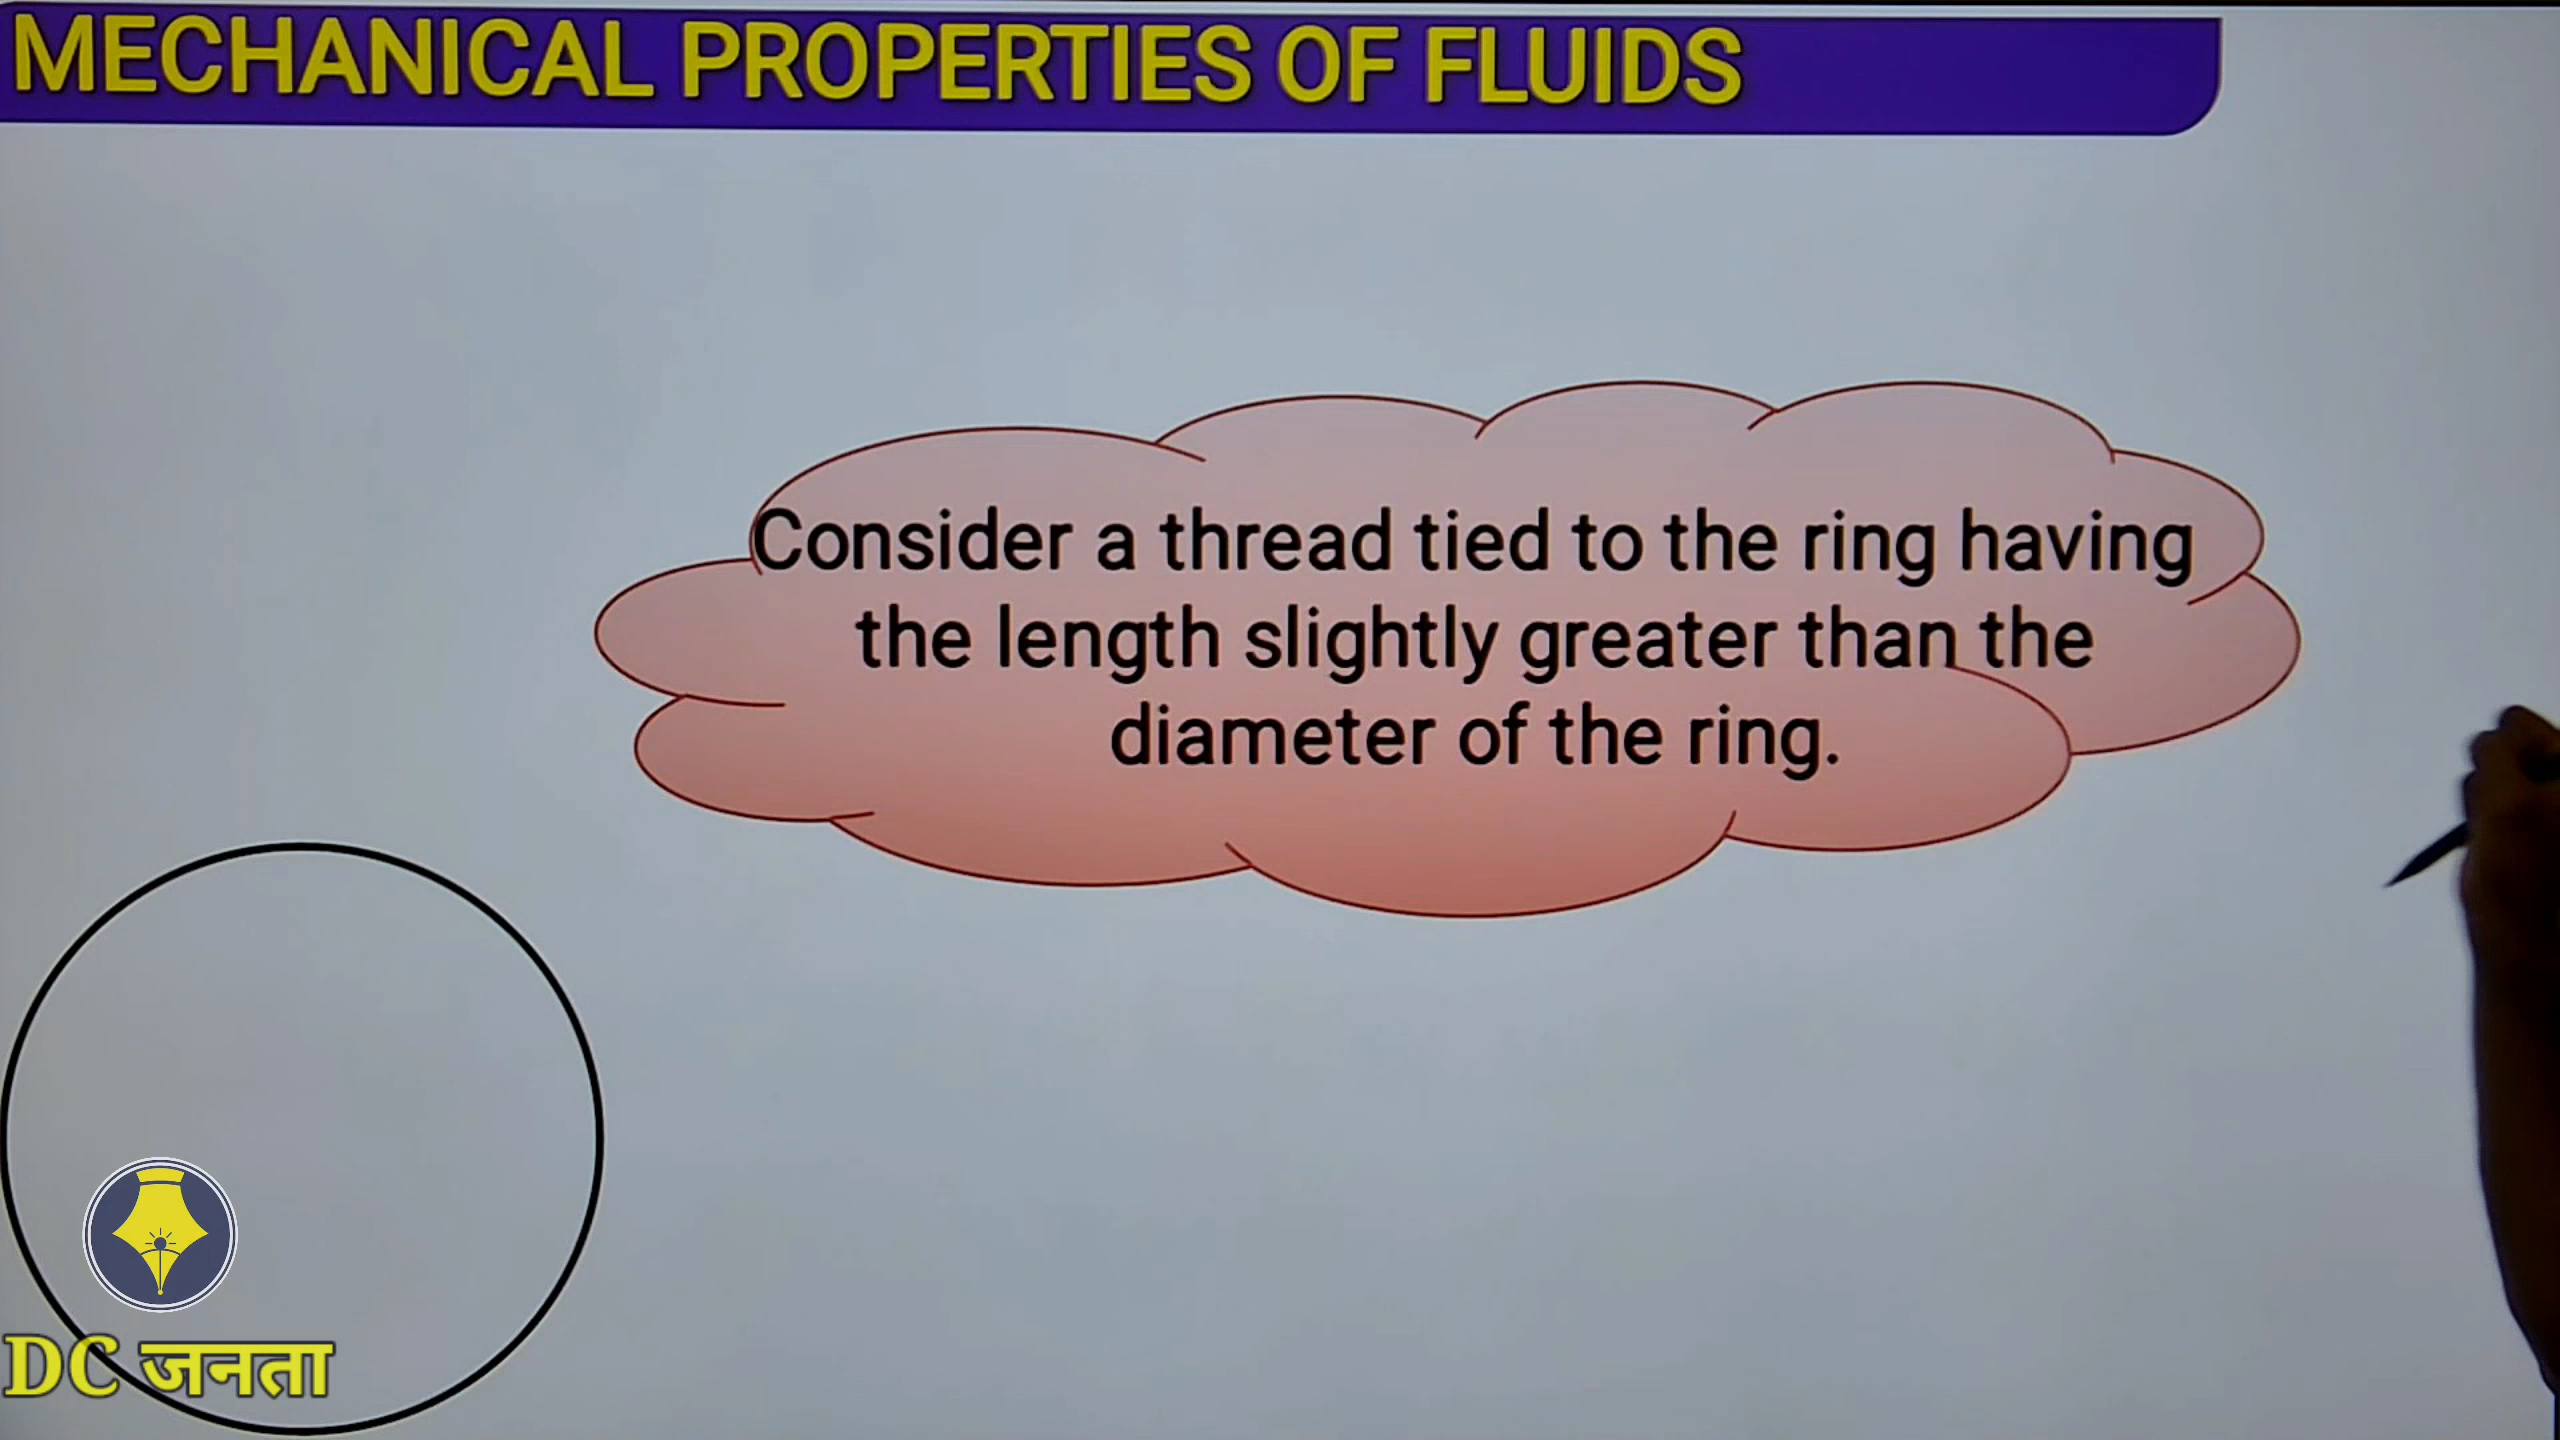 MECHANICAL PROPERTIES OF FLUIDS
Consider a thread tied to the ring having
the length slightly greater than the
diameter of the ring.
DC जनता